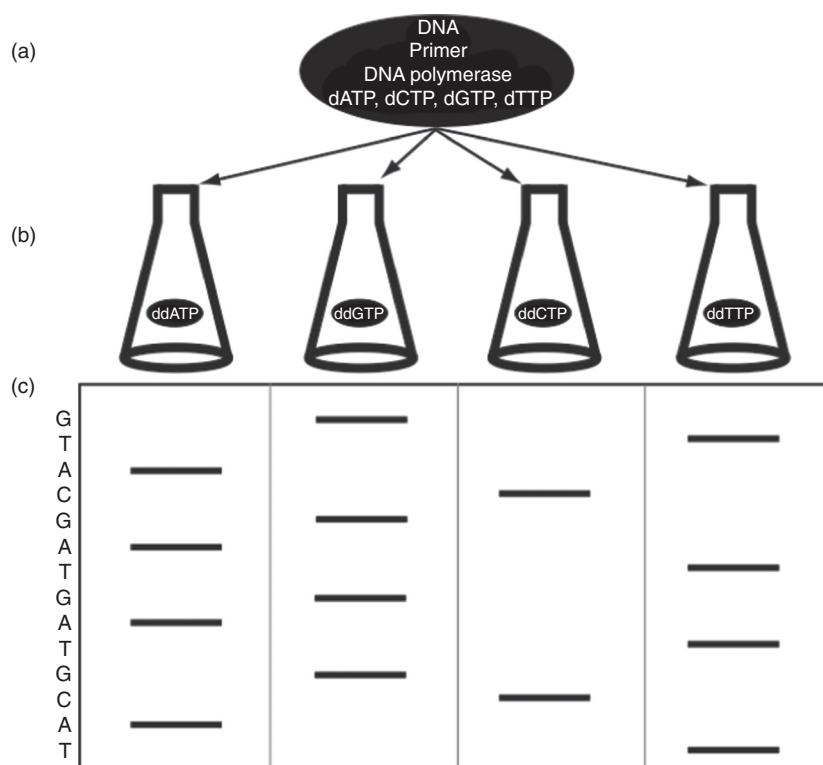 (a)
DNA
Primer
DNA polymerase
dATP, dCTP, dGTP, dTTP
(b)
ddATP
ddGTP
ddCTP
ddTTP
(c)
G
T
A
C
G
A
T
G
A
T
G
C
A
T